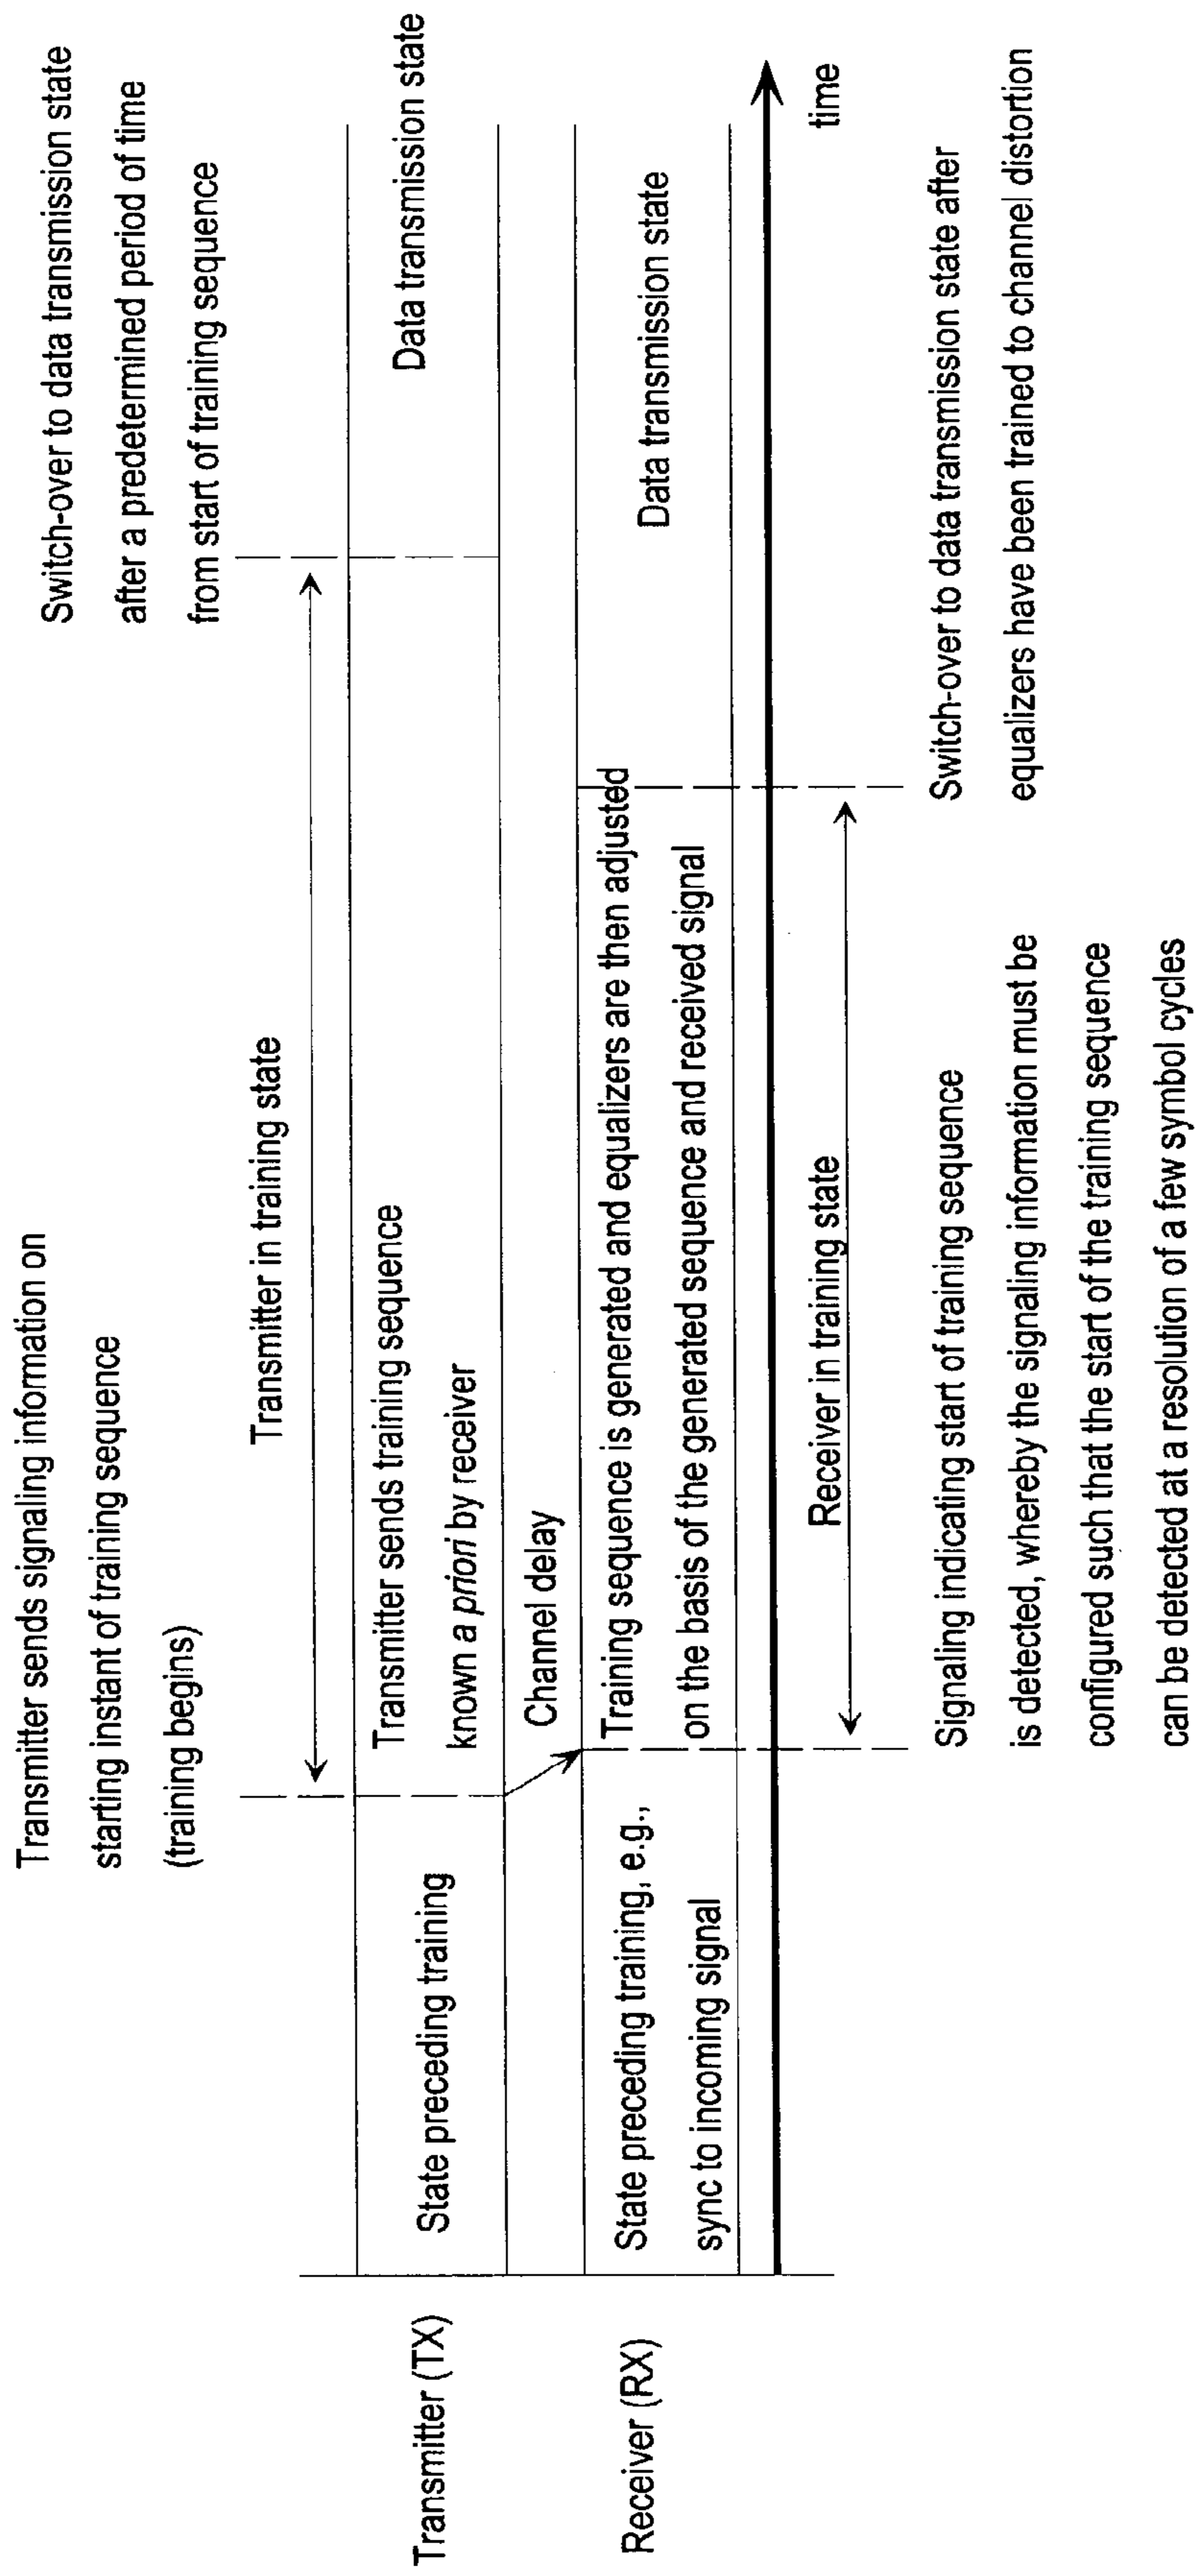 Transmitter sends signaling information on
starting instant of training sequence
(training begins)
Switch-over to data transmission state
after a predetermined period of time
from start of training sequence
Transmitter in training state
Transmitter (TX)
State preceding training
Transmitter sends training sequence
known a priori by receiver
Data transmission state
Channel delay
Receiver (RX)
State preceding training, e.g.,
sync to incoming signal
Training sequence is generated and equalizers are then adjusted
on the basis of the generated sequence and received signal
Data transmission state
time
Receiver in training state
Signaling indicating start of training sequence
is detected, whereby the signaling information must be
configured such that the start of the training sequence
can be detected at a resolution of a few symbol cycles
Switch-over to data transmission state after
equalizers have been trained to channel distortion